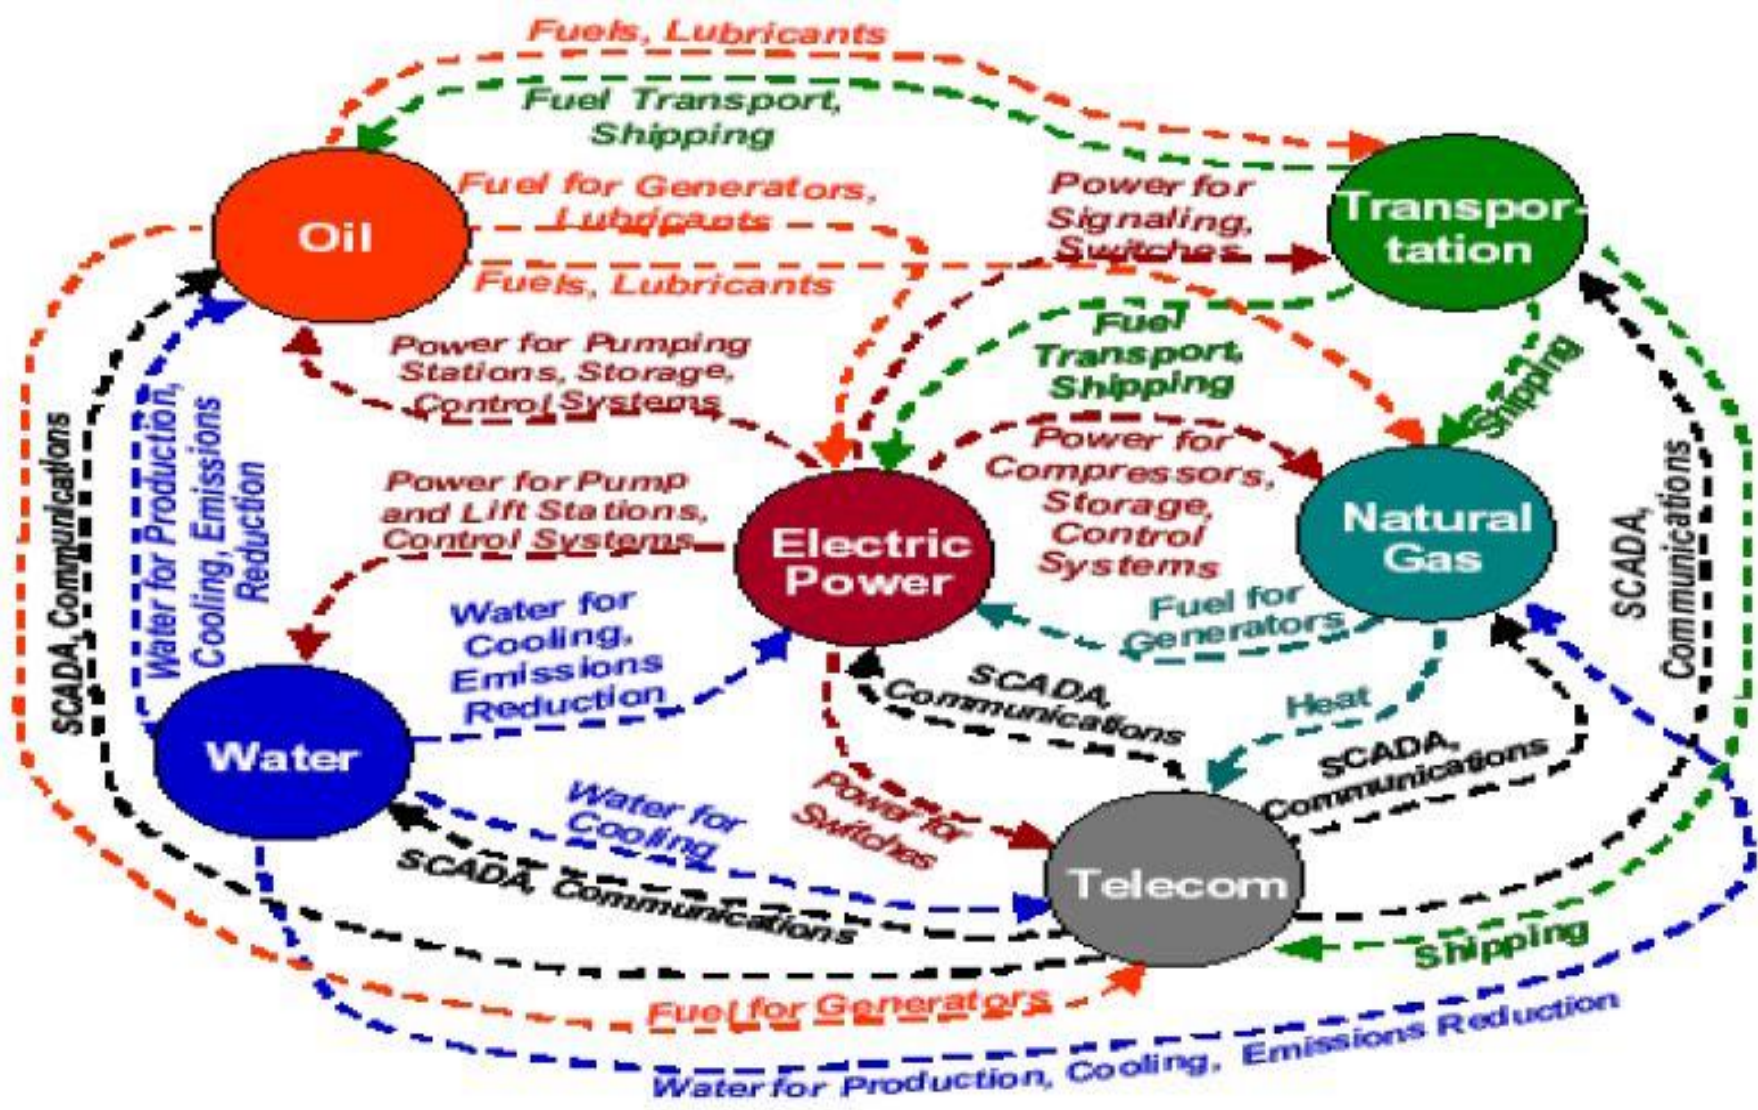 Fuels, Lubricants
Fuel Transport,
Shipping
Oil
Fuel for Generators,
Lubricants
Fuels, Lubricants
Power for
Signaling,
Switches
Transpor-
tation
Fuel
Transport,
Shipping
Shipping
Power for Pumping
Stations, Storage,
Control Systems
Power for
Compressors,
Storage,
Control
Systems
Natural
Gas
Electric
Power
Power for Pump
and Lift Stations,
Control Systems
SCADA, Communications
Water for Production,
Cooling, Emissions
Reduction
Water for
Cooling,
Emissions
Reduction
Fuel for
Generators
SCADA,
Communications
SCADA,
Communications
Heat
SCADA,
Communications
Water
Water for
Cooling
Power for
Switches
Telecom
SCADA, Communications
Shipping
Fuel for Generators
Water for Production, Cooling, Emissions Reduction